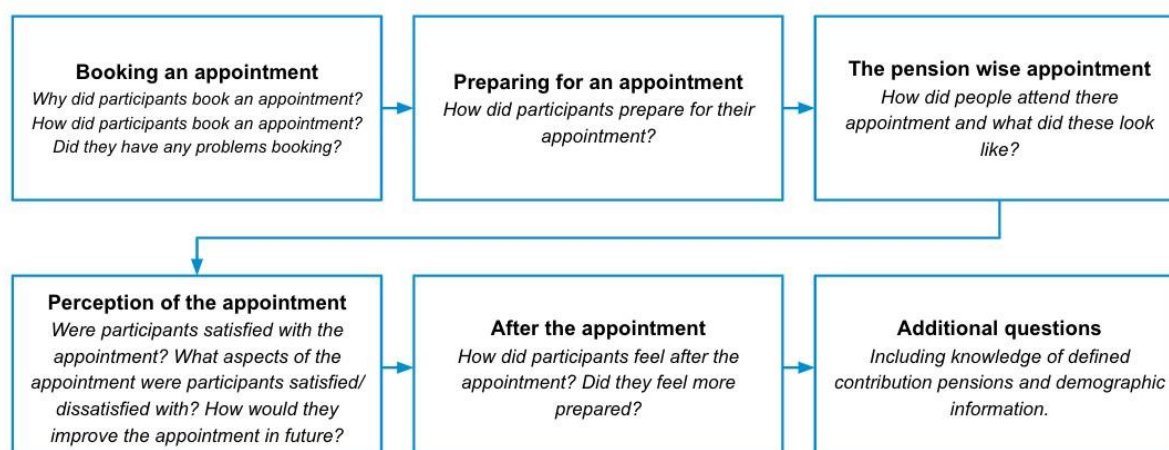 Booking an appointment
Why did participants book an appointment?
How did participants book an appointment?
Did they have any problems booking?
Preparing for an appointment
How did participants prepare for their
appointment?
The pension wise appointment
How did people attend there
appointment and what did these look
like?
Perception of the appointment
Were participants satisfied with the
appointment? What aspects of the
appointment were participants satisfied/
dissatisfied with? How would they
improve the appointment in future?
After the appointment
How did participants feel after the
appointment? Did they feel more
prepared?
Additional questions
Including knowledge of defined
contribution pensions and demographic
information.